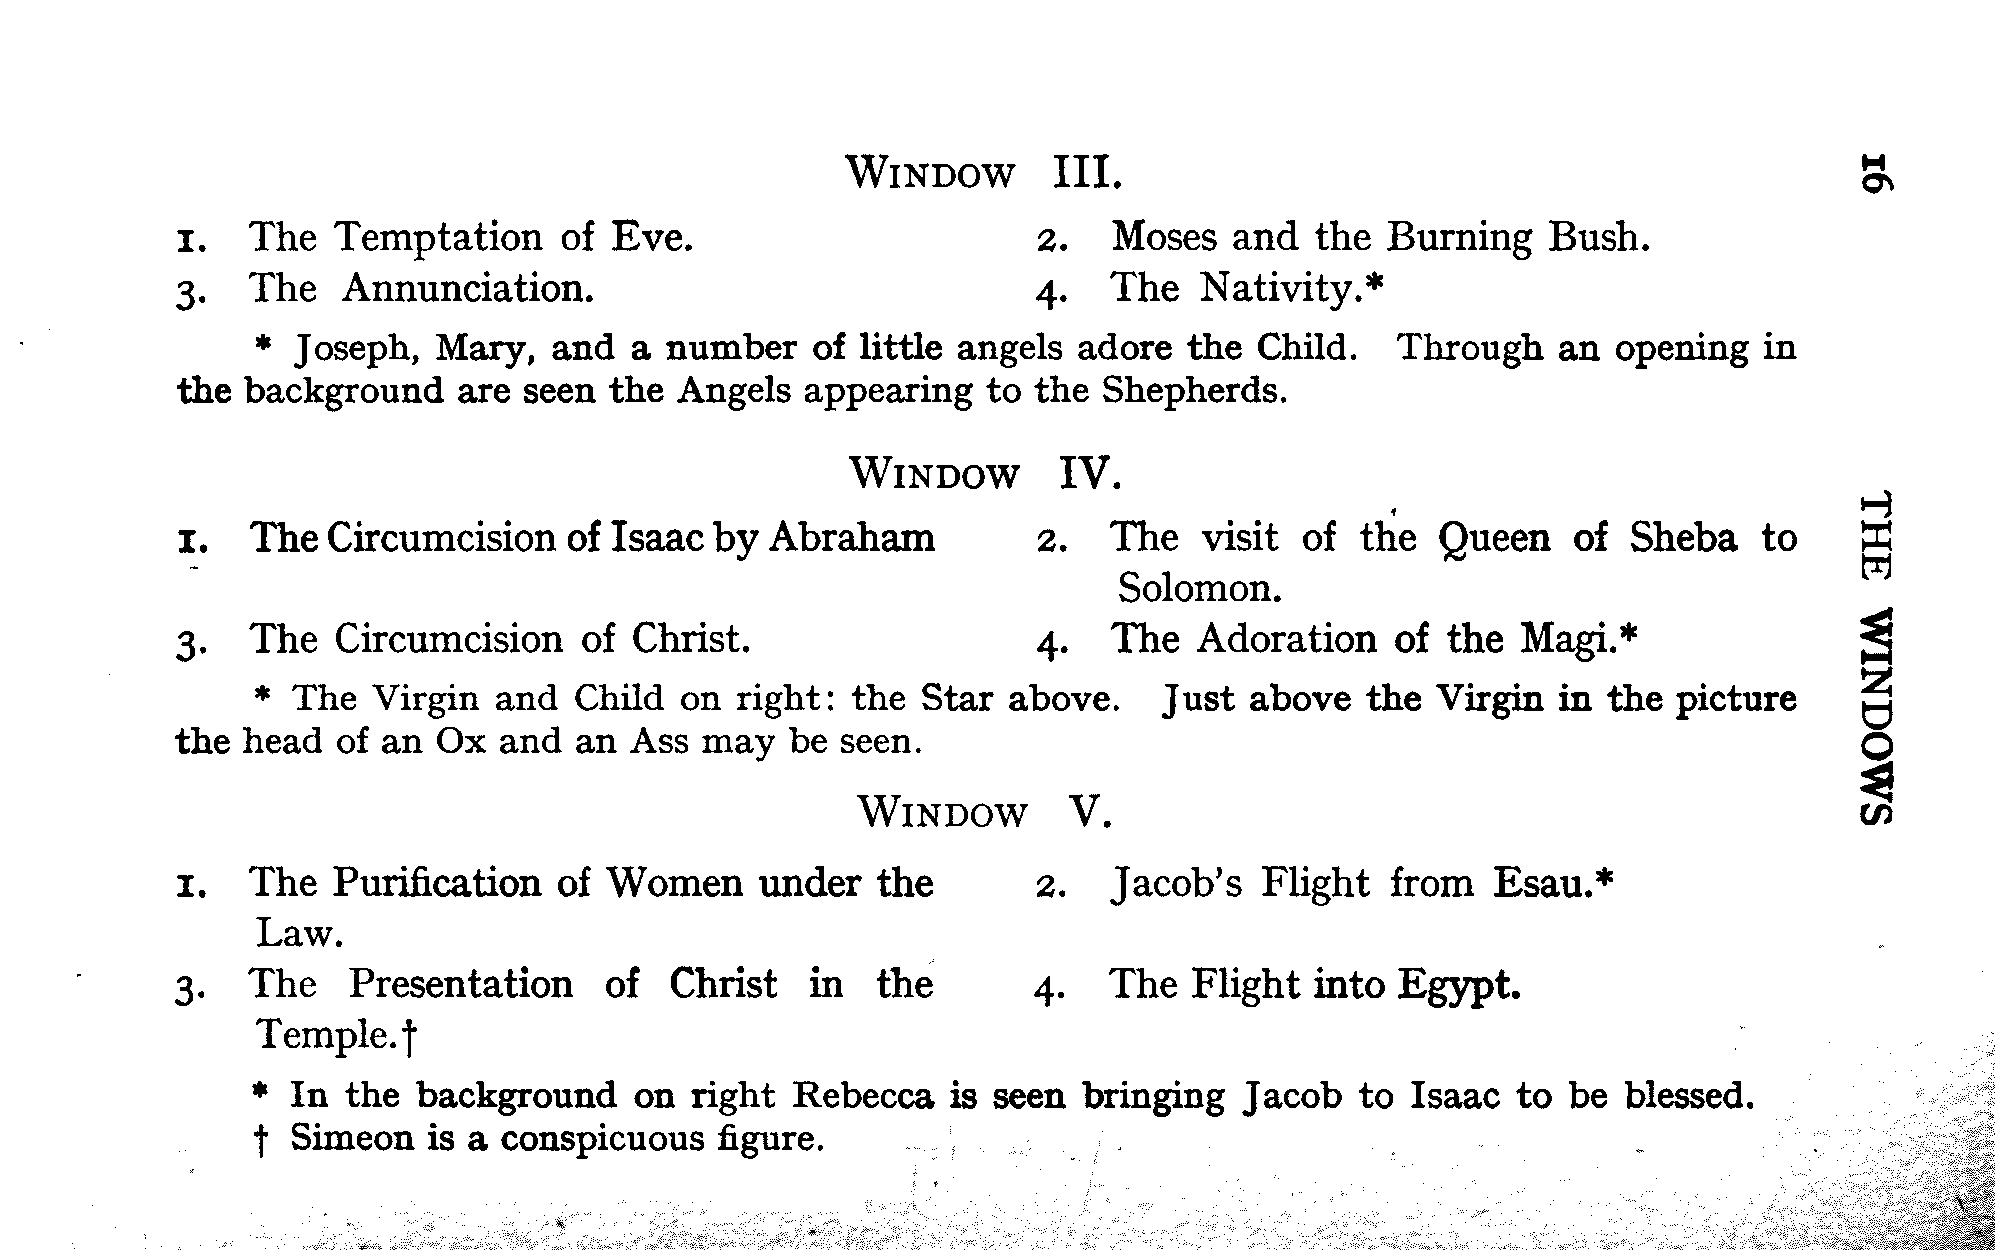 16 THE WINDOWS
WINDOW III.
1. The Temptation of Eve. 2. Moses and the Burning Bush.
3. The Annunciation. 4. The Nativity.*
* Joseph, Mary, and a number of little angels adore the Child. Through an opening in
the background are seen the Angels appearing to the Shepherds.
WINDOW IV.
1. The Circumcision of Isaac by Abraham 2. The visit of the Queen of Sheba to
Solomon.
3. The Circumcision of Christ. 4. The Adoration of the Magi.*
* The Virgin and Child on right: the Star above. Just above the Virgin in the picture
the head of an Ox and an Ass may be seen.
WINDOW V.
1. The Purification of Women under the 2. Jacob's Flight from Esau.*
Law.
3. The Presentation of Christ in the 4. The Flight into Egypt.
Temple.†
* In the background on right Rebecca is seen bringing Jacob to Isaac to be blessed.
† Simeon is a conspicuous figure.